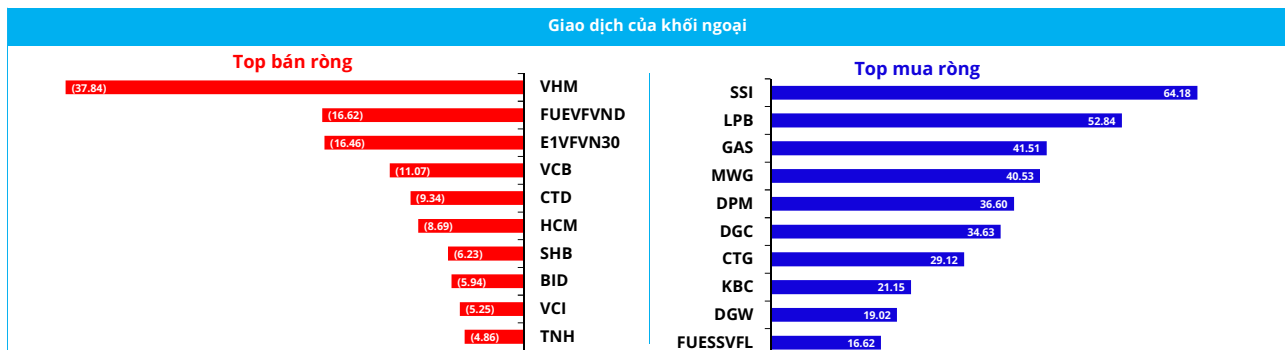 Giao dịch của khối ngoại
Top bán ròng
(37.84) VHM
(16.62) FUEVFVND
(16.46) E1VFVN30
(11.07) VCB
(9.34) CTD
(8.69) HCM
(6.23) SHB
(5.94) BID
(5.25) VCI
(4.86) TNH
Top mua ròng
SSI 64.18
LPB 52.84
GAS 41.51
MWG 40.53
DPM 36.60
DGC 34.63
CTG 29.12
KBC 21.15
DGW 19.02
FUESSVFL 16.62